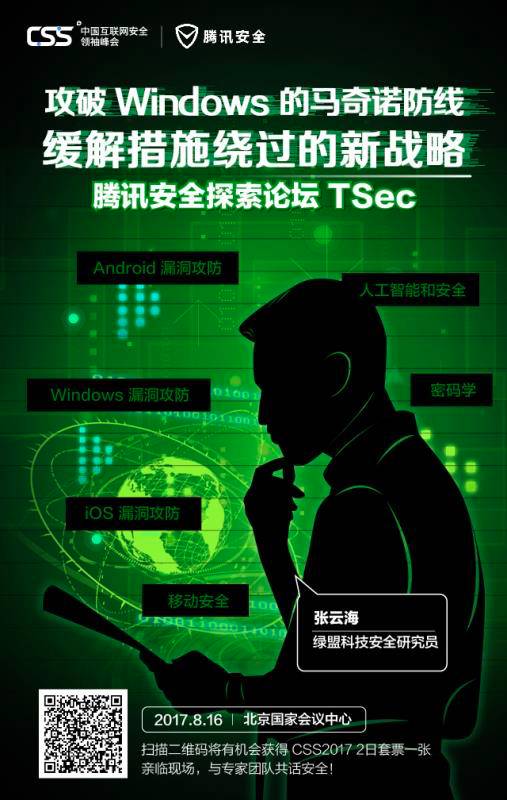 CSS 中国互联网安全
领袖峰会
腾讯安全
攻破 Windows 的马奇诺防线
缓解措施绕过的新战略
腾讯安全探索论坛 TSec
Android 漏洞攻防
人工智能和安全
Windows 漏洞攻防
密码学
iOS 漏洞攻防
移动安全
张云海
绿盟科技安全研究员
2017.8.16 | 北京国家会议中心
扫描二维码将有机会获得 CSS2017 2日套票一张
亲临现场，与专家团队共话安全！